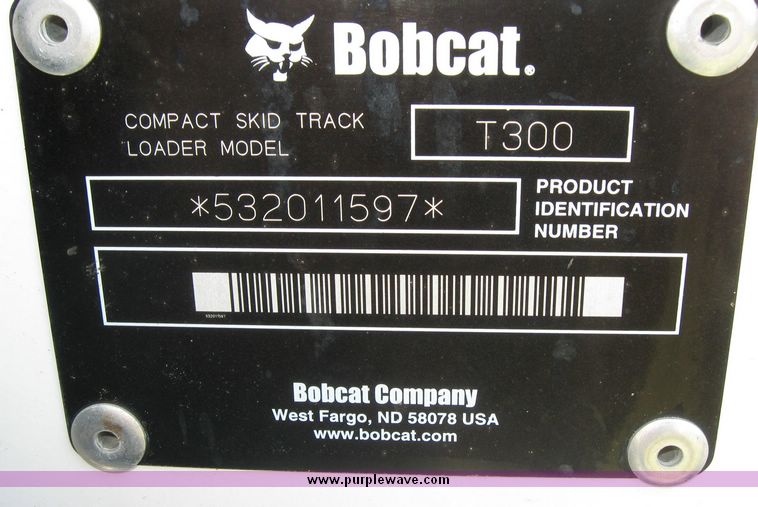 Bobcat.
COMPACT SKID TRACK
LOADER MODEL
T300
*532011597*
PRODUCT
IDENTIFICATION
NUMBER
532011597
Bobcat Company
West Fargo, ND 58078 USA
www.bobcat.com
www.purplewave.com